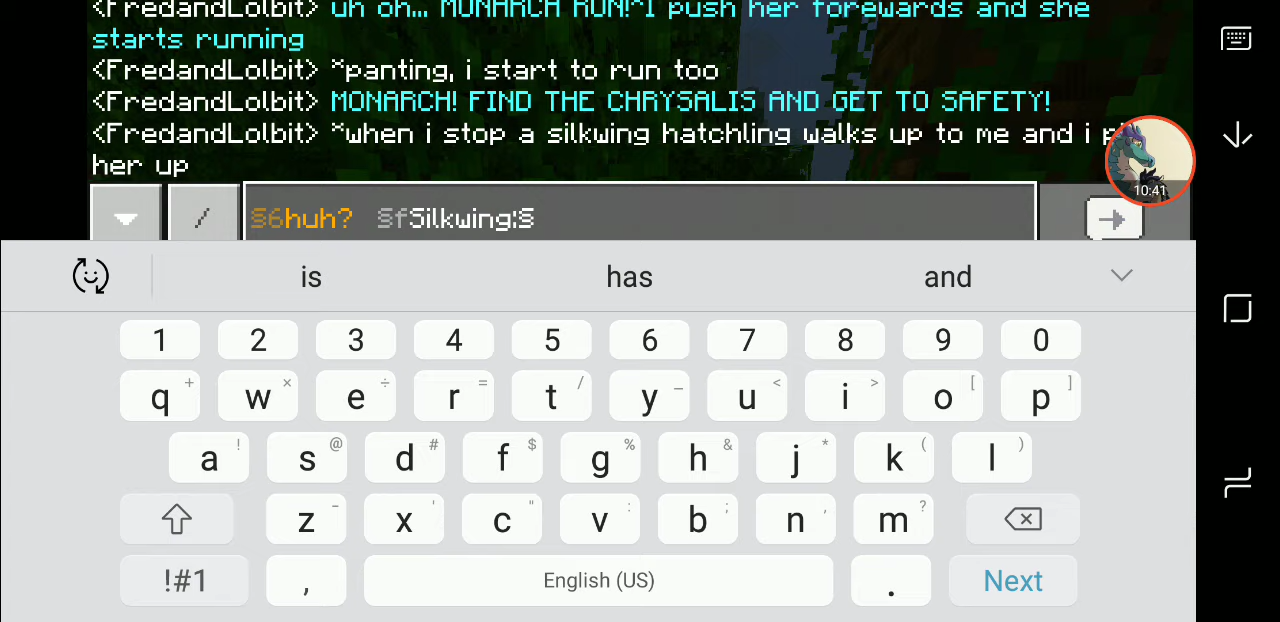 <FredandLolbit> uh oh... MONARCH RUN!*I push her forewards and she
starts running
<FredandLolbit> *panting, i start to run too
<FredandLolbit> MONARCH! FIND THE CHRYSALIS AND GET TO SAFETY!
<FredandLolbit> *when i stop a silkwing hatchling walks up to me and i
her up
10:41
/ §6huh? §fSilkwing:§
is has and
1 2 3 4 5 6 7 8 9 0
q + w × e ÷ r = t / y _ u < i > o [ p ]
a ! s @ d # f $ g % h & j * k ( l )
z - x ' c " v : b ; n , m ?
!#1 , English (US) . Next